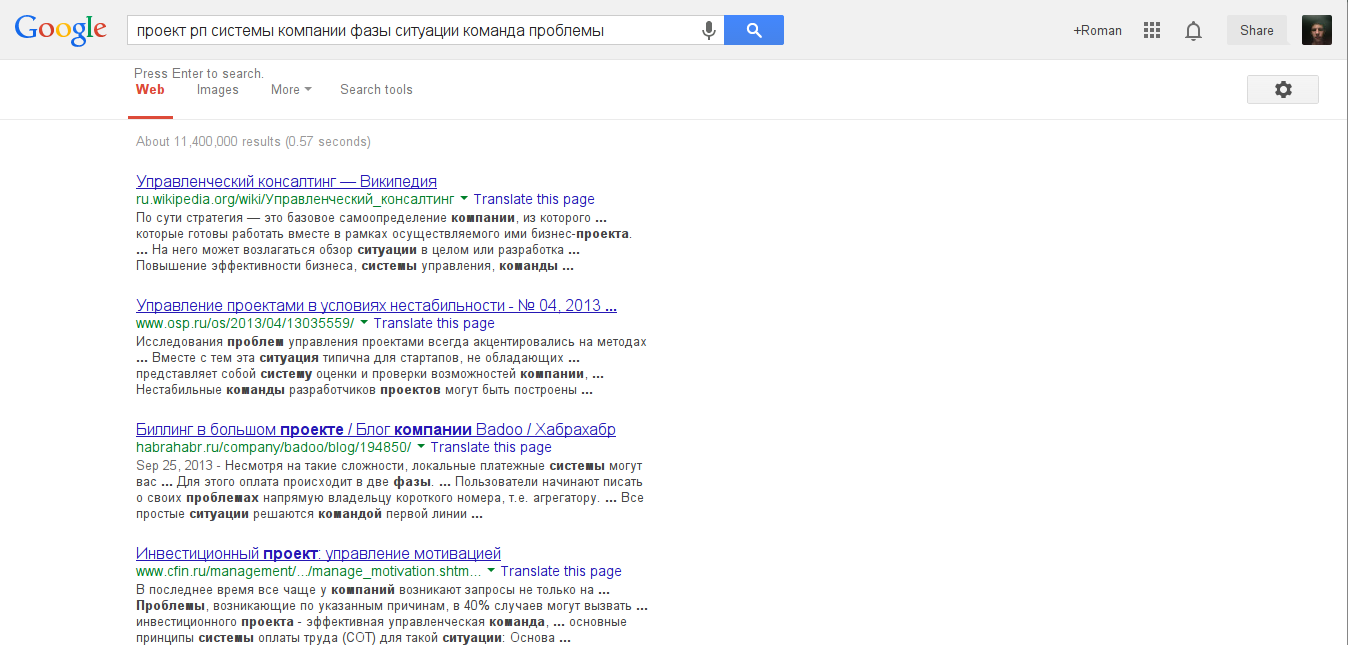 Google
проект рп системы компании фазы ситуации команда проблемы
+Roman
Share
Press Enter to search.
Web Images More Search tools
About 11,400,000 results (0.57 seconds)
Управленческий консалтинг — Википедия
ru.wikipedia.org/wiki/Управленческий_консалтинг Translate this page
По сути стратегия — это базовое самоопределение компании, из которого ...
которые готовы работать вместе в рамках осуществляемого ими бизнес-проекта.
... На него может возлагаться обзор ситуации в целом или разработка ...
Повышение эффективности бизнеса, системы управления, команды ...
Управление проектами в условиях нестабильности - № 04, 2013 ...
www.osp.ru/os/2013/04/13035559/ Translate this page
Исследования проблем управления проектами всегда акцентировались на методах
... Вместе с тем эта ситуация типична для стартапов, не обладающих ...
представляет собой систему оценки и проверки возможностей компании, ...
Нестабильные команды разработчиков проектов могут быть построены ...
Биллинг в большом проекте / Блог компании Badoo / Хабрахабр
habrahabr.ru/company/badoo/blog/194850/ Translate this page
Sep 25, 2013 - Несмотря на такие сложности, локальные платежные системы могут
вас ... Для этого оплата происходит в две фазы. ... Пользователи начинают писать
о своих проблемах напрямую владельцу короткого номера, т.е. агрегатору. ... Все
простые ситуации решаются командой первой линии ...
Инвестиционный проект: управление мотивацией
www.cfin.ru/management/.../manage_motivation.shtm... Translate this page
В последнее время все чаще у компаний возникают запросы не только на ...
Проблемы, возникающие по указанным причинам, в 40% случаев могут вызвать ...
инвестиционного проекта - эффективная управленческая команда, ... основные
принципы системы оплаты труда (СОТ) для такой ситуации: Основа ...